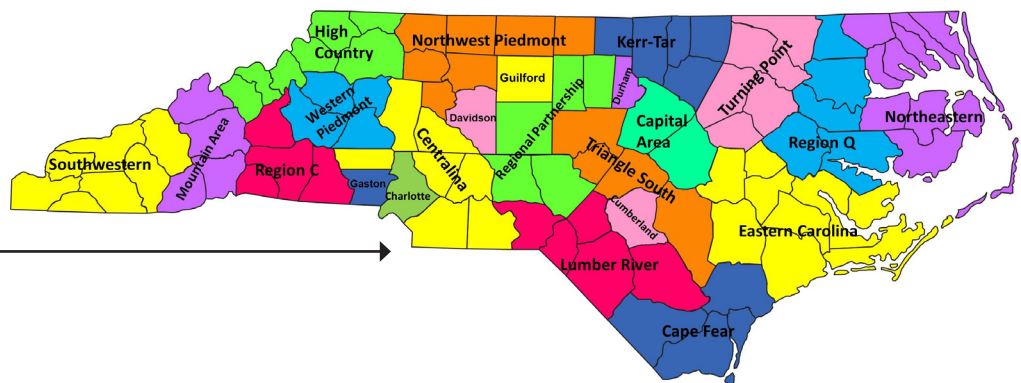 High
Country
Northwest Piedmont
Kerr-Tar
Turning Point
Guilford
Durham
Western
Piedmont
Davidson
Regional Partnership
Capital
Area
Northeastern
Mountain Area
Centralina
Triangle South
Region Q
Southwestern
Region C
Gaston
Charlotte
Cumberland
Eastern Carolina
Lumber River
Cape Fear